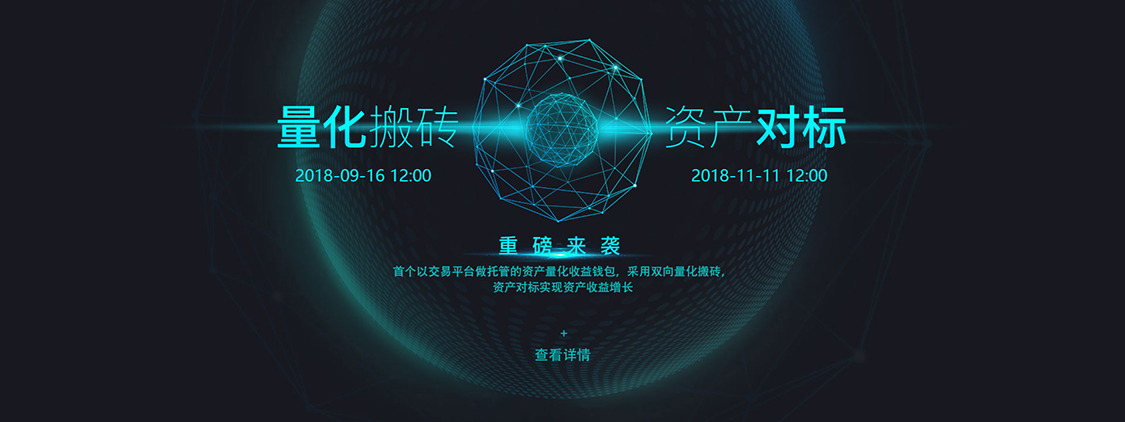 量化搬砖
2018-09-16 12:00
资产对标
2018-11-11 12:00
重磅来袭
首个以交易平台做托管的资产量化收益钱包，采用双向量化搬砖，
资产对标实现资产收益增长
+
查看详情